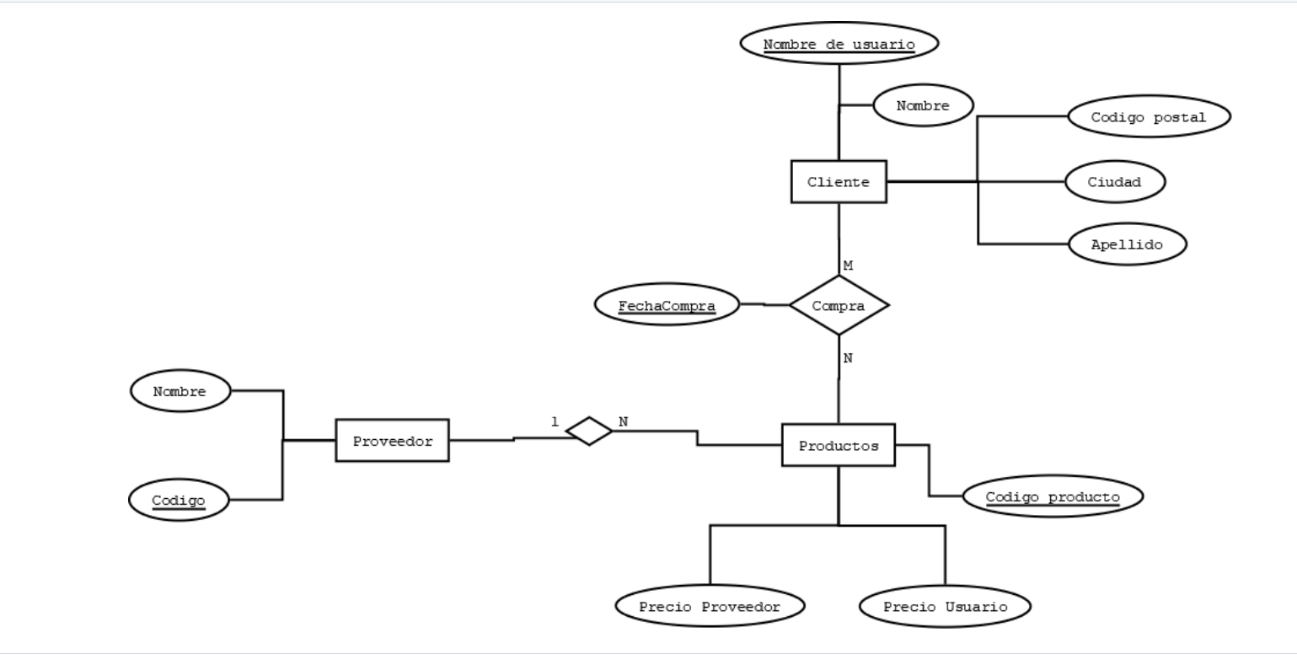 Nombre de usuario
Nombre
Codigo postal
Cliente
Ciudad
Apellido
M
FechaCompra
Compra
N
Nombre
1
N
Proveedor
Productos
Codigo
Codigo producto
Precio Proveedor
Precio Usuario